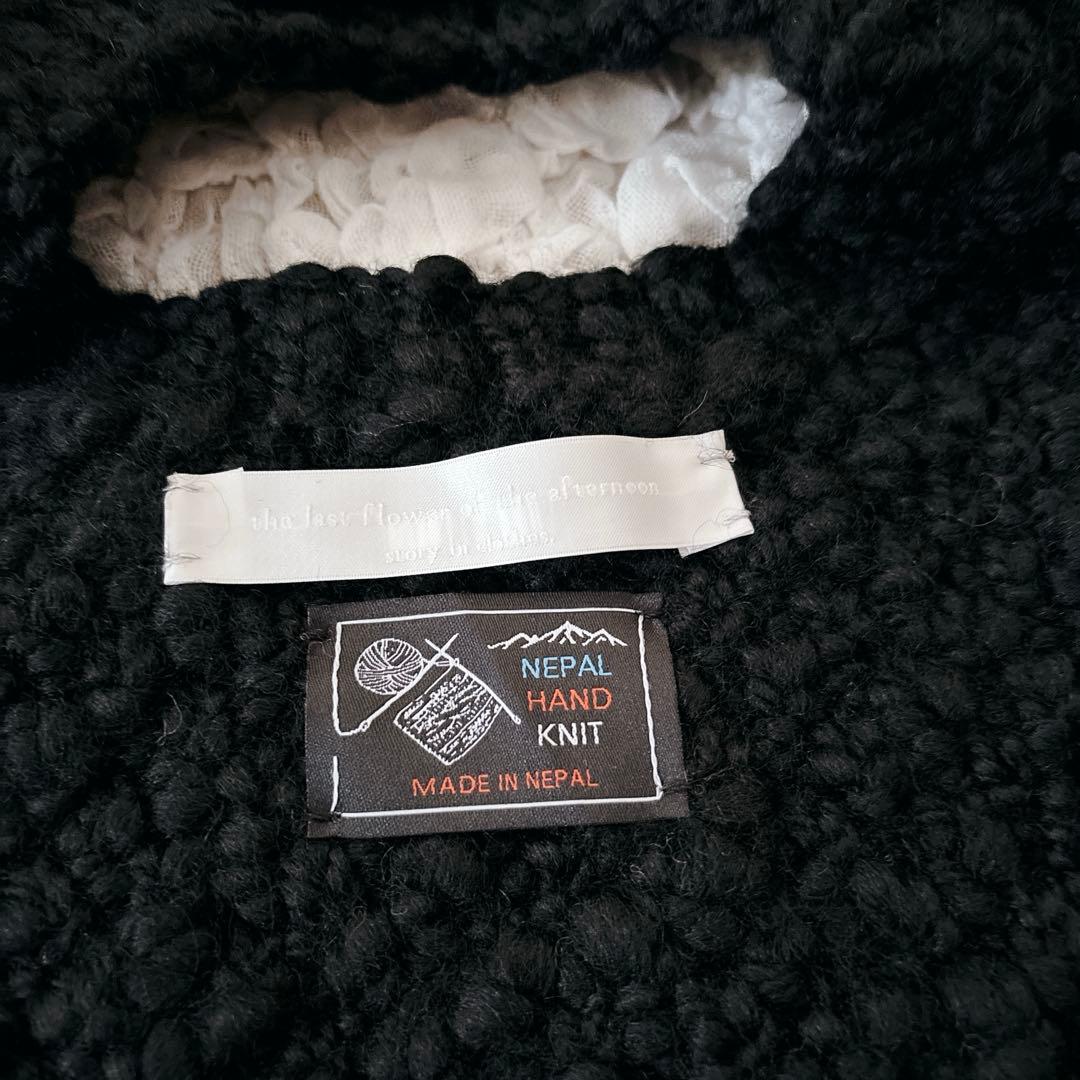 the last flower of the afternoon
story in clothes.
NEPAL
HAND
KNIT
MADE IN NEPAL